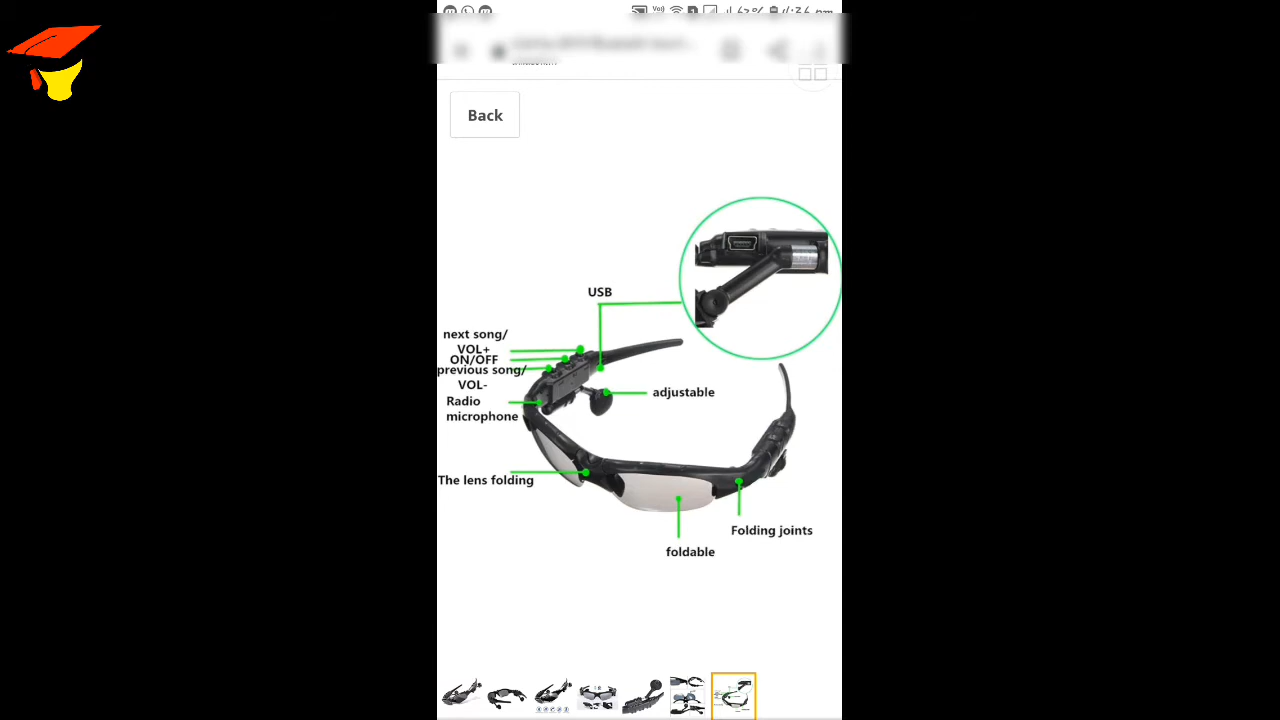 Back
USB
next song/
VOL+
ON/OFF
previous song/
VOL-
Radio
microphone
adjustable
The lens folding
Folding joints
foldable